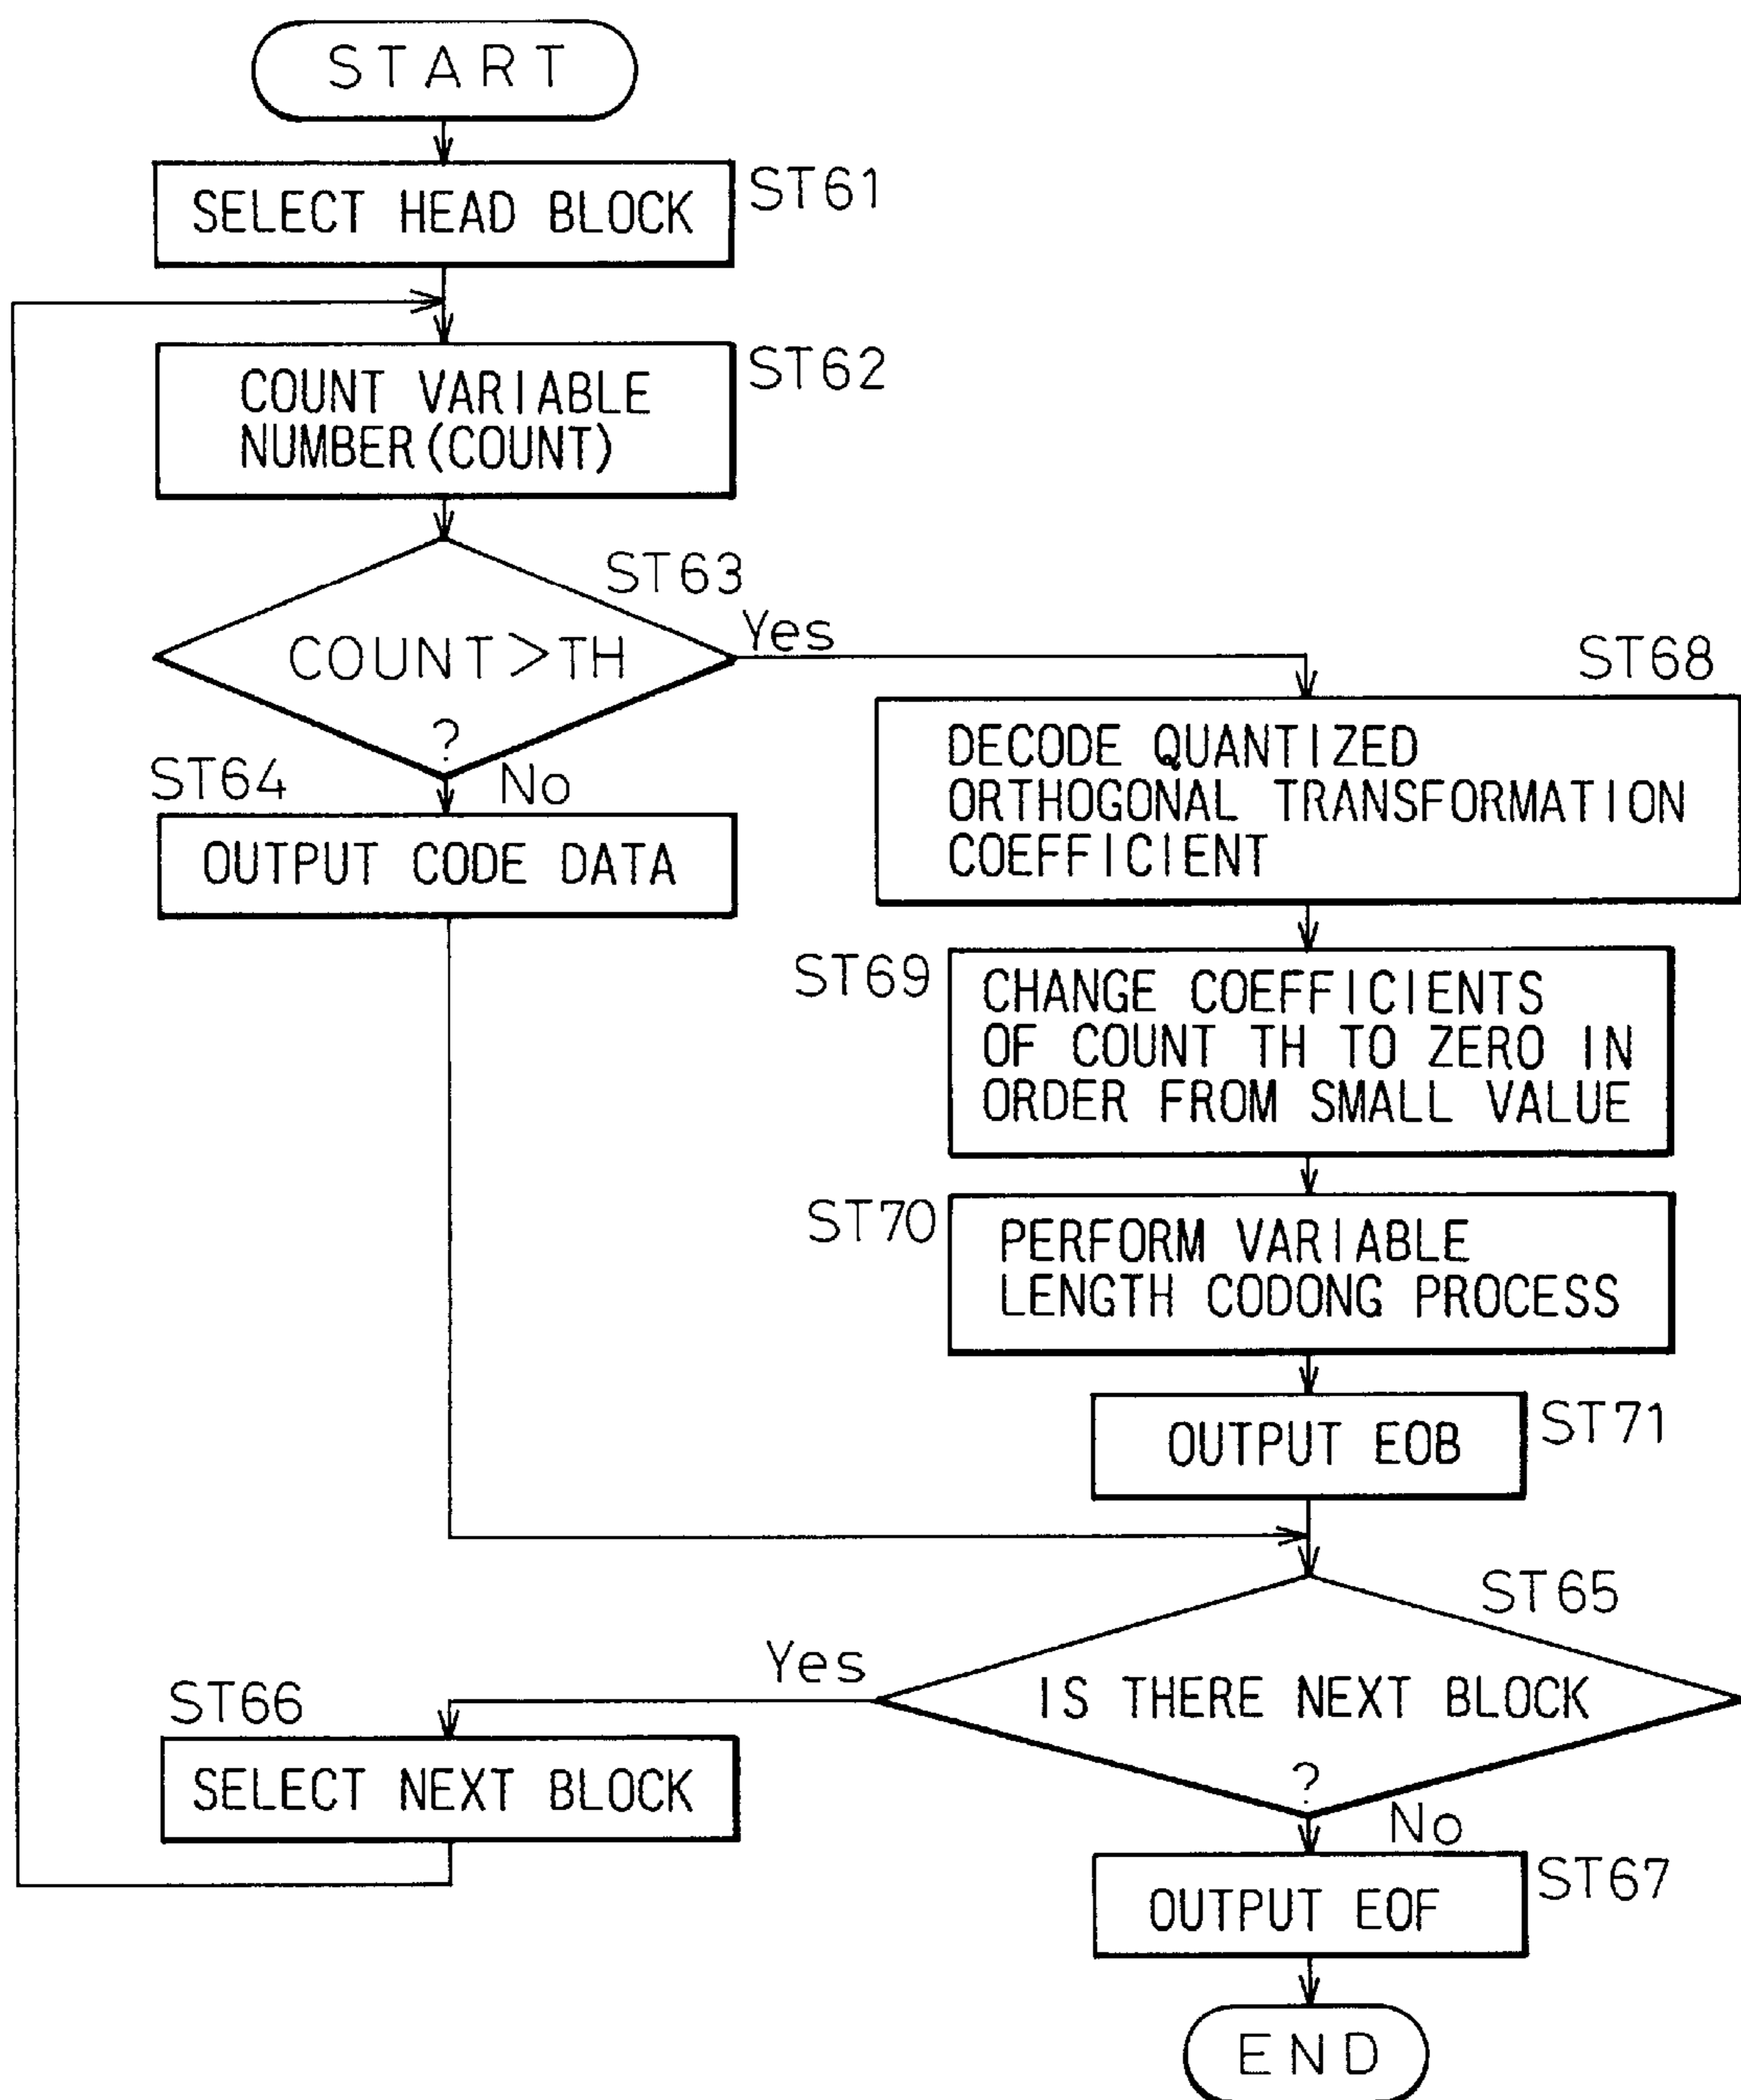 START
SELECT HEAD BLOCK
ST61
COUNT VARIABLE
NUMBER(COUNT)
ST62
ST63
COUNT>TH
?
Yes
No
ST64
OUTPUT CODE DATA
ST68
DECODE QUANTIZED
ORTHOGONAL TRANSFORMATION
COEFFICIENT
ST69
CHANGE COEFFICIENTS
OF COUNT TH TO ZERO IN
ORDER FROM SMALL VALUE
ST70
PERFORM VARIABLE
LENGTH CODONG PROCESS
OUTPUT EOB
ST71
ST65
IS THERE NEXT BLOCK
?
Yes
No
ST66
SELECT NEXT BLOCK
OUTPUT EOF
ST67
END